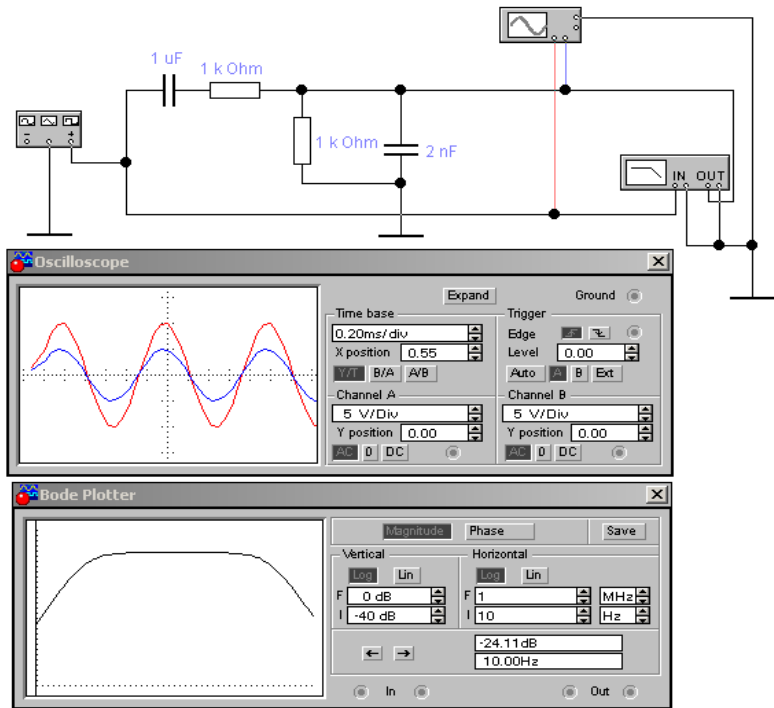 1 uF
1 k Ohm
1 k Ohm
2 nF
- +
IN OUT
Oscilloscope
Expand Ground
Time base Trigger
0.20ms/div Edge
X position 0.55 Level 0.00
Y/T B/A A/B Auto A B Ext
Channel A Channel B
5 V/Div 5 V/Div
Y position 0.00 Y position 0.00
AC 0 DC AC 0 DC
Bode Plotter
Magnitude Phase Save
Vertical Horizontal
Log Lin Log Lin
F 0 dB F 1 MHz
I -40 dB I 10 Hz
-24.11dB
10.00Hz
In Out